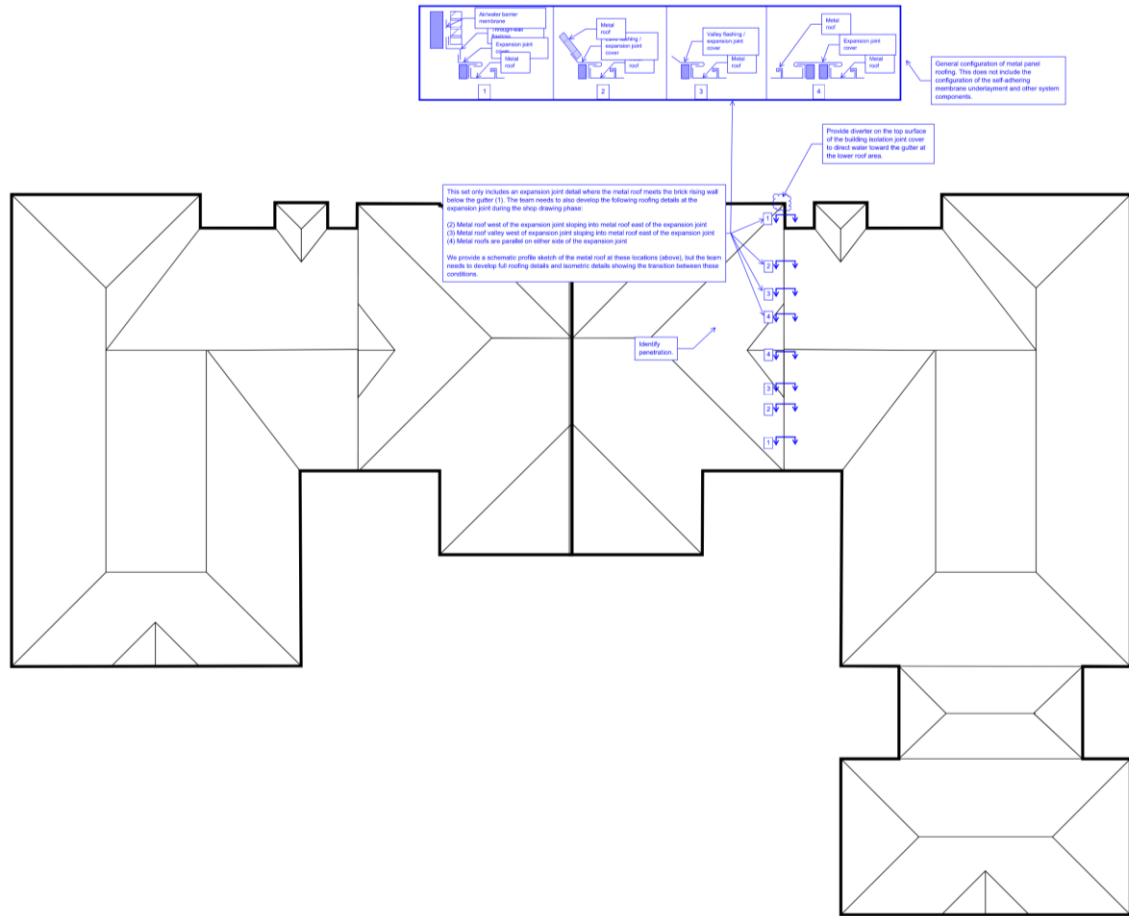 Air/water barrier
membrane
Through-wall
flashing
Expansion joint
cover
Metal
roof
1
Metal
roof
flashing /
expansion joint
cover
Metal
roof
2
Valley flashing /
expansion joint
cover
Metal
roof
3
Metal
roof
Expansion joint
cover
Metal
roof
4
General configuration of metal panel
roofing. This does not include the
configuration of the self-adhering
membrane underlayment and other system
components.
Provide diverter on the top surface
of the building isolation joint cover
to direct water toward the gutter at
the lower roof area.
This set only includes an expansion joint detail where the metal roof meets the brick rising wall
below the gutter (1). The team needs to also develop the following roofing details at the
expansion joint during the shop drawing phase:
(2) Metal roof west of the expansion joint sloping into metal roof east of the expansion joint
(3) Metal roof valley west of expansion joint sloping into metal roof east of the expansion joint
(4) Metal roofs are parallel on either side of the expansion joint
We provide a schematic profile sketch of the metal roof at these locations (above), but the team
needs to develop full roofing details and isometric details showing the transition between these
conditions.
1
2
3
4
Identify
penetration.
4
3
2
1